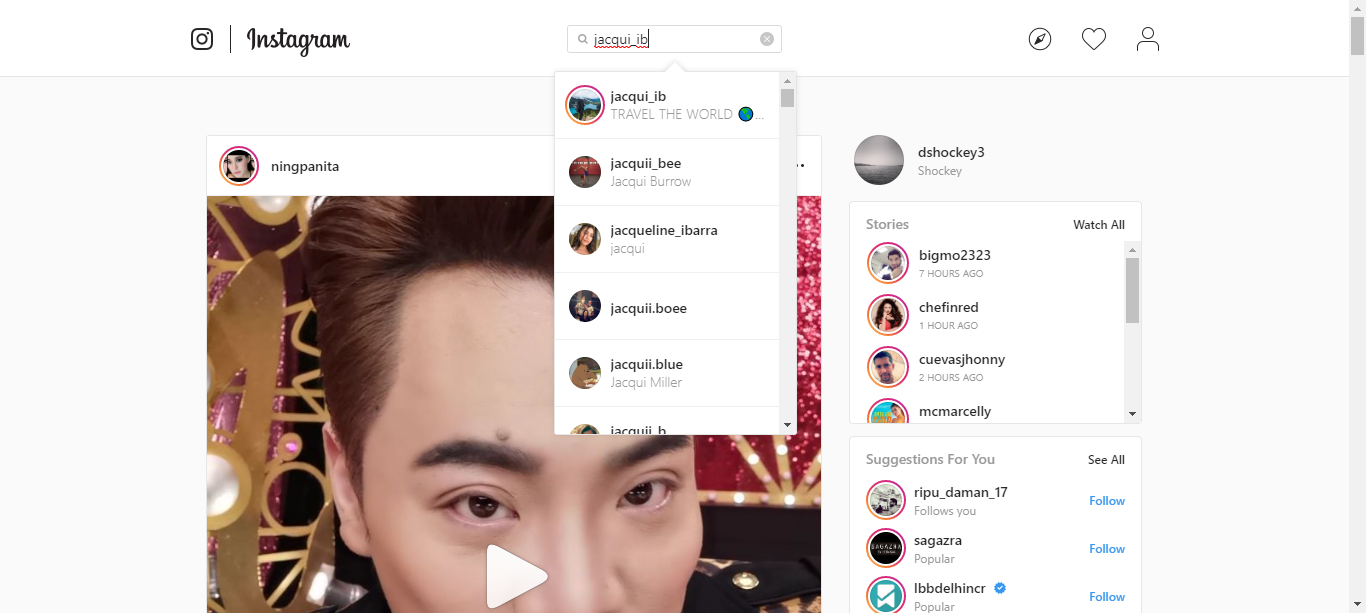 Instagram
jacqui_ib
jacqui_ib
TRAVEL THE WORLD 🌏...
jacquii_bee
Jacqui Burrow
jacqueline_ibarra
jacqui
jacquii.boee
jacquii.blue
Jacqui Miller
jacquii_b
ningpanita
dshockey3
Shockey
Stories
Watch All
bigmo2323
7 HOURS AGO
chefinred
1 HOUR AGO
cuevasjhonny
2 HOURS AGO
mcmarcelly
Suggestions For You
See All
ripu_daman_17
Follows you
Follow
sagazra
Popular
Follow
lbbdelhincr
Popular
Follow
SAGAZRA